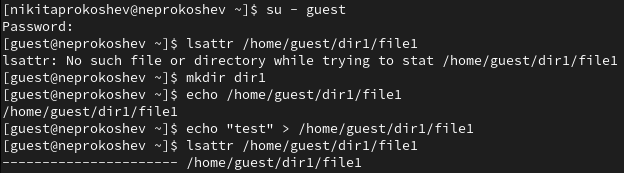 [nikitaprokoshev@neprokoshev ~]$ su - guest
Password:
[guest@neprokoshev ~]$ lsattr /home/guest/dir1/file1
lsattr: No such file or directory while trying to stat /home/guest/dir1/file1
[guest@neprokoshev ~]$ mkdir dir1
[guest@neprokoshev ~]$ echo /home/guest/dir1/file1
/home/guest/dir1/file1
[guest@neprokoshev ~]$ echo "test" > /home/guest/dir1/file1
[guest@neprokoshev ~]$ lsattr /home/guest/dir1/file1
---------------------- /home/guest/dir1/file1